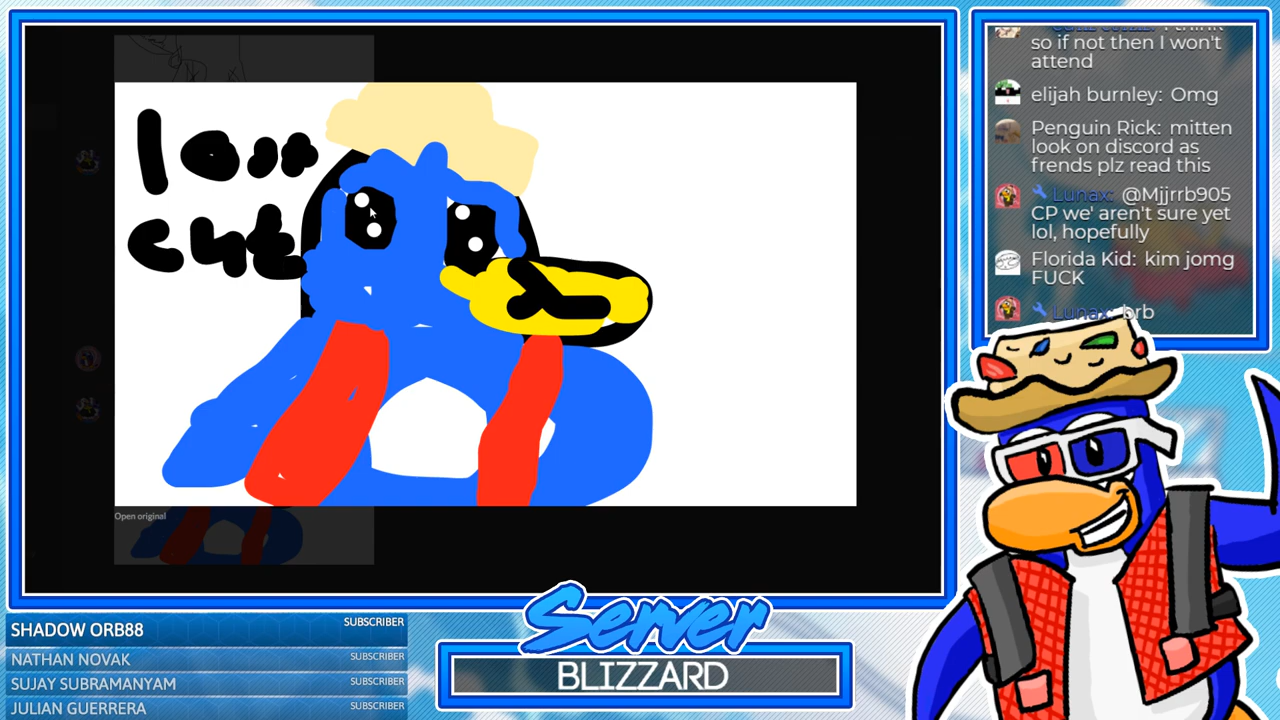 last
cut
Open original
think
so if not then I won't
attend
elijah burnley: Omg
Penguin Rick: mitten
look on discord as
frends plz read this
Lunax: @Mjjrrb905
CP we' aren't sure yet
lol, hopefully
Florida Kid: kim jomg
FUCK
Lunax: brb
Server
BLIZZARD
SHADOW ORB88 SUBSCRIBER
NATHAN NOVAK SUBSCRIBER
SUJAY SUBRAMANYAM SUBSCRIBER
JULIAN GUERRERA SUBSCRIBER